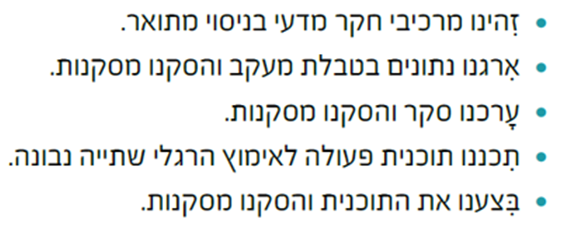 • זִהינו מרכיבי חקר מדעי בניסוי מתואר.
• אִרגנו נתונים בטבלת מעקב והסקנו מסקנות.
• עָרכנו סקר והסקנו מסקנות.
• תִכננו תוכנית פעולה לאימוץ הרגלי שתייה נבונה.
• בִּצענו את התוכנית והסקנו מסקנות.